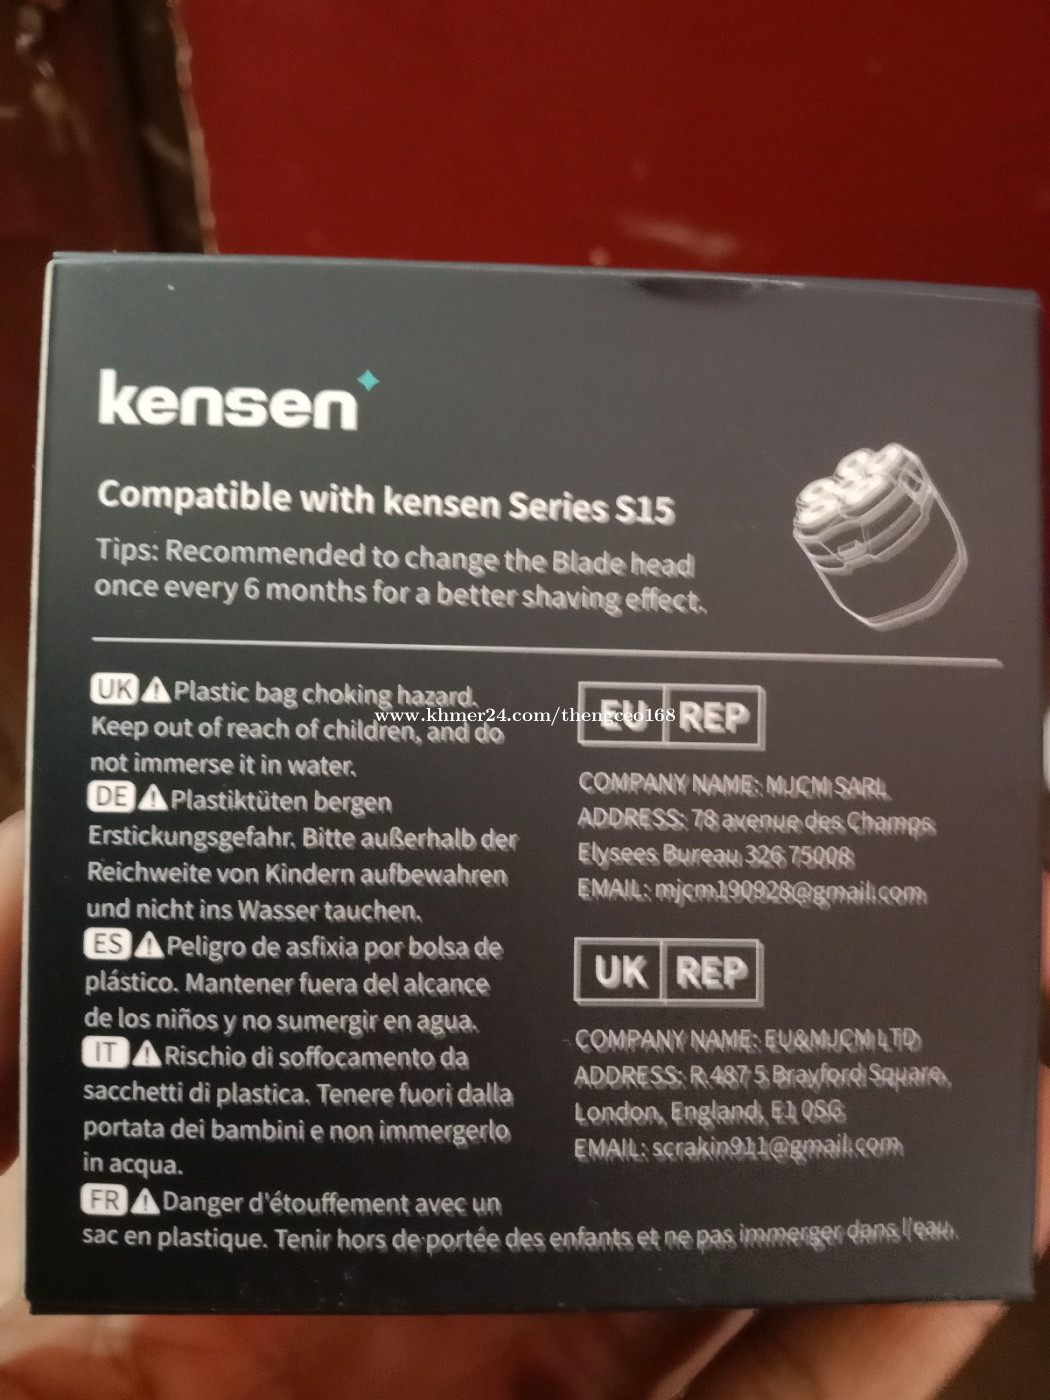 kensen
Compatible with kensen Series S15
Tips: Recommended to change the Blade head
once every 6 months for a better shaving effect.
UK Plastic bag choking hazard.
Keep out of reach of children, and do
not immerse it in water.
DE Plastiktüten bergen
Erstickungsgefahr. Bitte außerhalb der
Reichweite von Kindern aufbewahren
und nicht ins Wasser tauchen.
ES Peligro de asfixia por bolsa de
plástico. Mantener fuera del alcance
de los niños y no sumergir en agua.
IT Rischio di soffocamento da
sacchetti di plastica. Tenere fuori dalla
portata dei bambini e non immergerlo
in acqua.
FR Danger d'étouffement avec un
sac en plastique. Tenir hors de portée des enfants et ne pas immerger dans l'eau.
www.khmer24.com/thengceo168
EU REP
COMPANY NAME: MJCM SARL
ADDRESS: 78 avenue des Champs
Elysees Bureau 326 75008
EMAIL: mjcm190928@gmail.com
UK REP
COMPANY NAME: EU&MJCM LTD
ADDRESS: R.487 5 Brayford Square,
London, England, E1 0SG
EMAIL: scrakin911@gmail.com